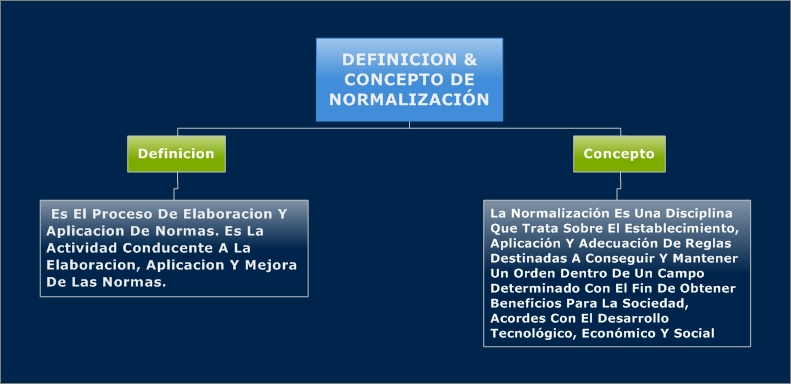 DEFINICION &
CONCEPTO DE
NORMALIZACIÓN
Definicion
Concepto
Es El Proceso De Elaboracion Y
Aplicacion De Normas. Es La
Actividad Conducente A La
Elaboracion, Aplicacion Y Mejora
De Las Normas.
La Normalización Es Una Disciplina
Que Trata Sobre El Establecimiento,
Aplicación Y Adecuación De Reglas
Destinadas A Conseguir Y Mantener
Un Orden Dentro De Un Campo
Determinado Con El Fin De Obtener
Beneficios Para La Sociedad,
Acordes Con El Desarrollo
Tecnológico, Económico Y Social